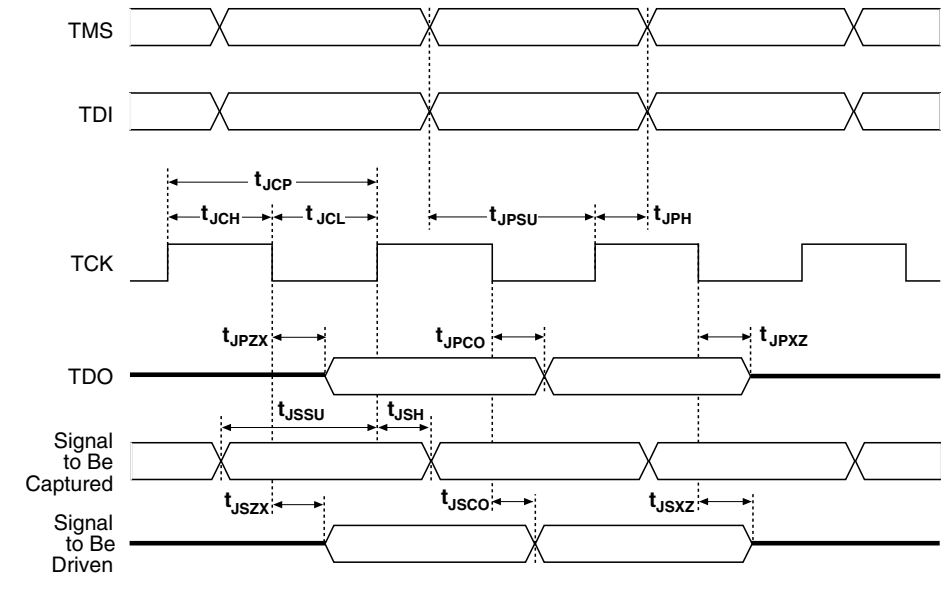 TMS
TDI
tJCP
tJCH
tJCL
tJPSU
tJPH
TCK
tJPZX
tJPCO
tJPXZ
TDO
tJSSU
tJSH
Signal
to Be
Captured
tJSZX
tJSCO
tJSXZ
Signal
to Be
Driven